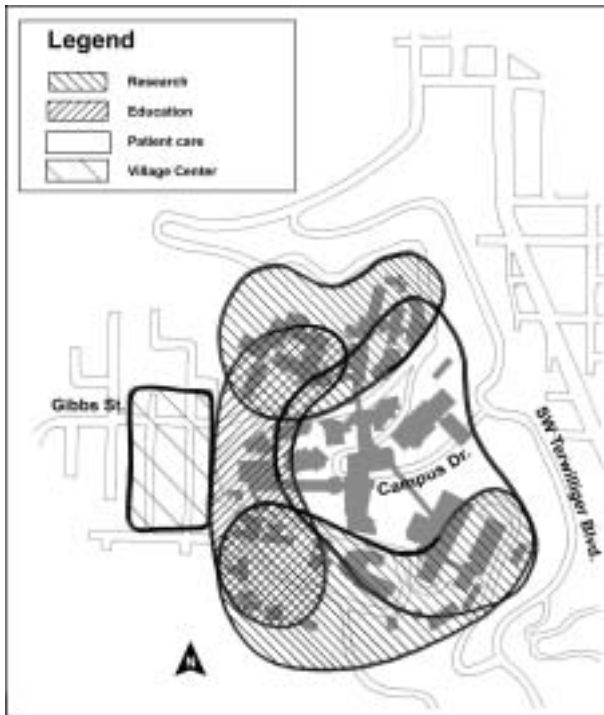 Legend
Research
Education
Patient care
Village Center
Gibbs St.
Campus Dr.
SW Terwilliger Blvd.
N